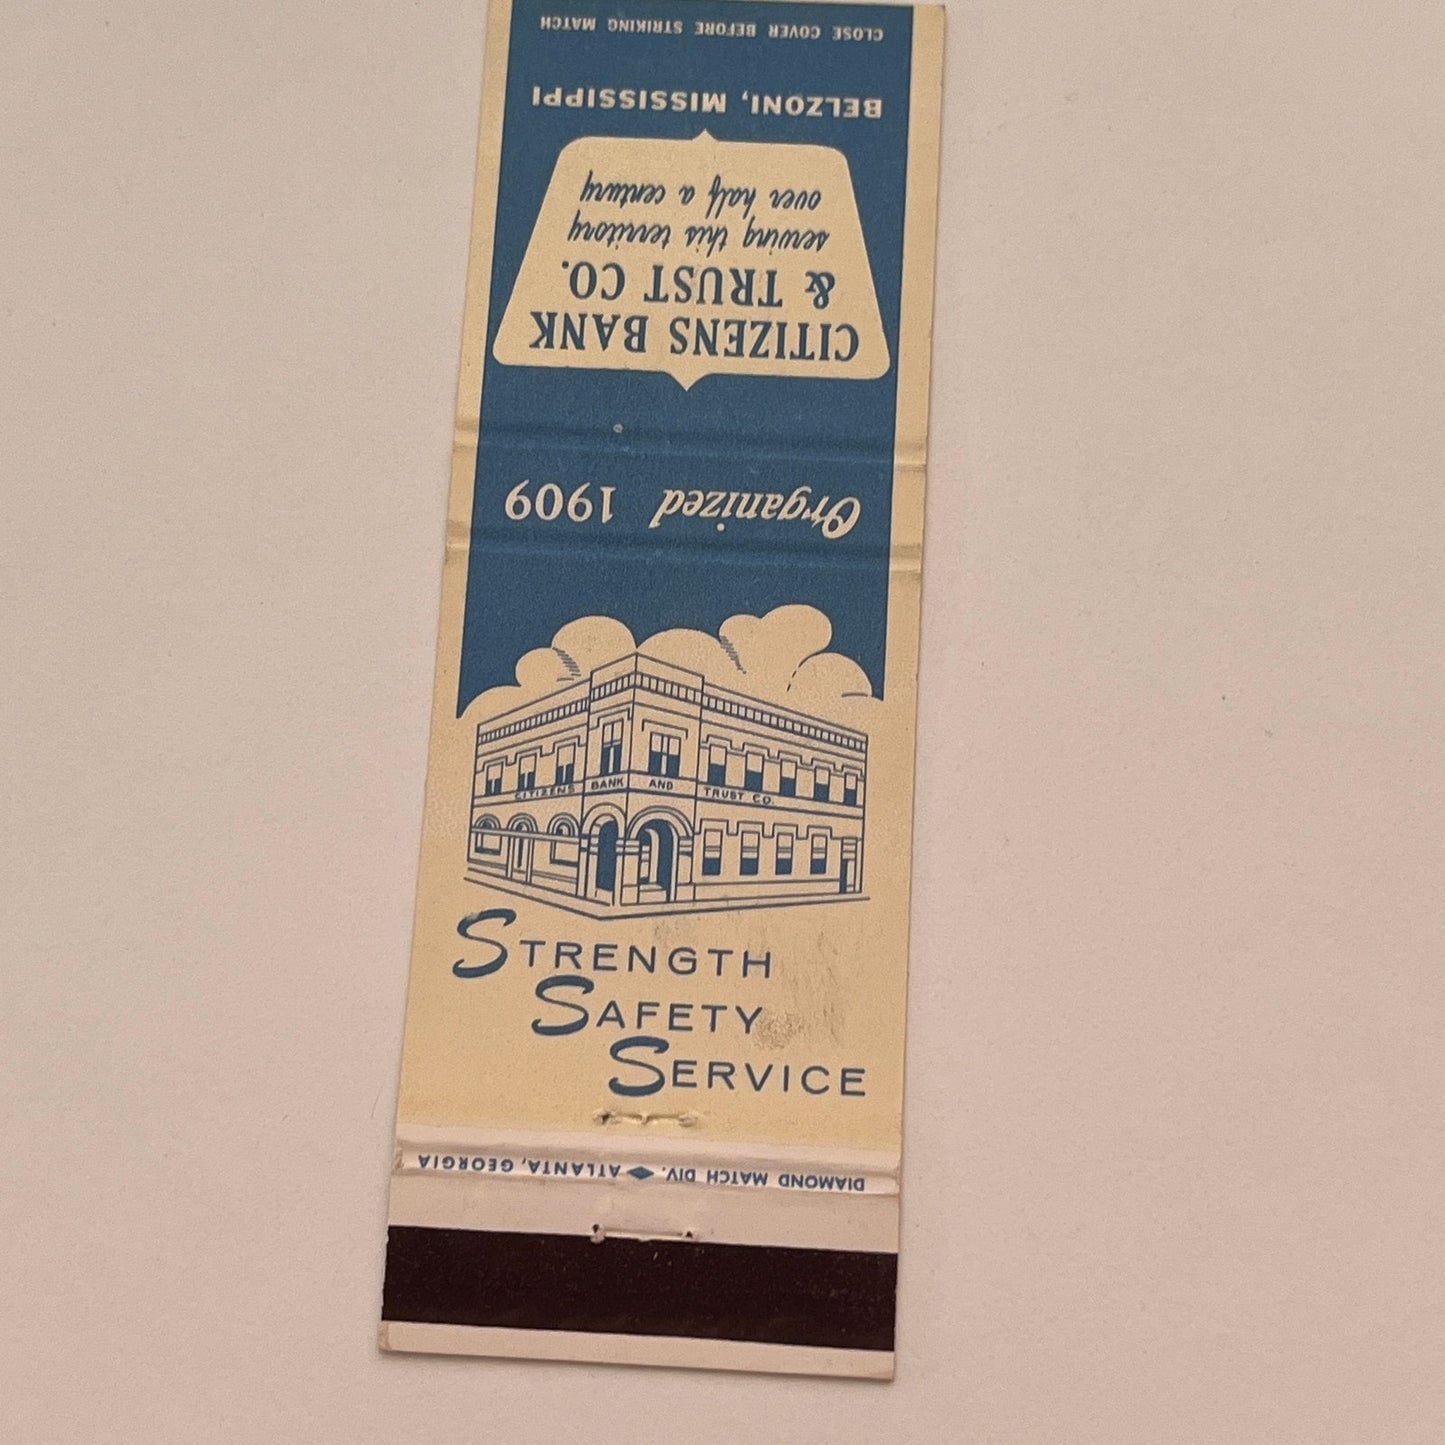 CLOSE COVER BEFORE STRIKING MATCH
BELZONI, MISSISSIPPI
CITIZENS BANK
& TRUST CO.
serving this territory
over half a century
Organized 1909
CITIZENS BANK AND TRUST CO.
STRENGTH
SAFETY
SERVICE
DIAMOND MATCH DIV. ATLANTA, GEORGIA